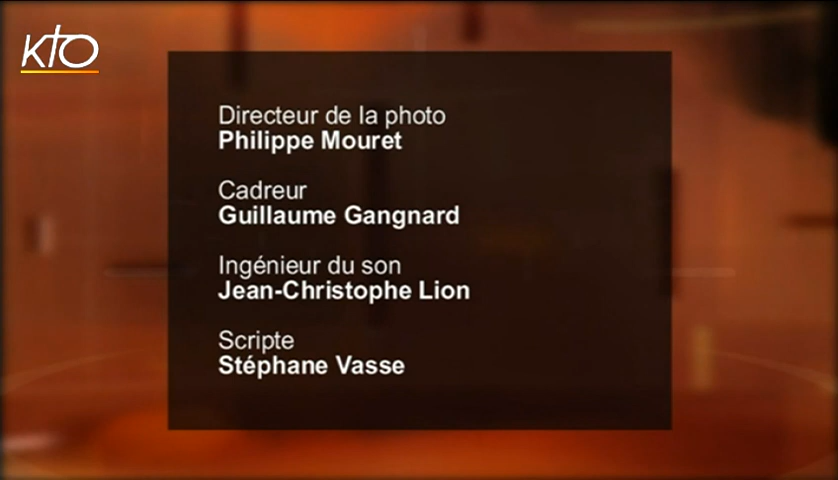 KTO
Directeur de la photo
Philippe Mouret
Cadreur
Guillaume Gangnard
Ingénieur du son
Jean-Christophe Lion
Scripte
Stéphane Vasse